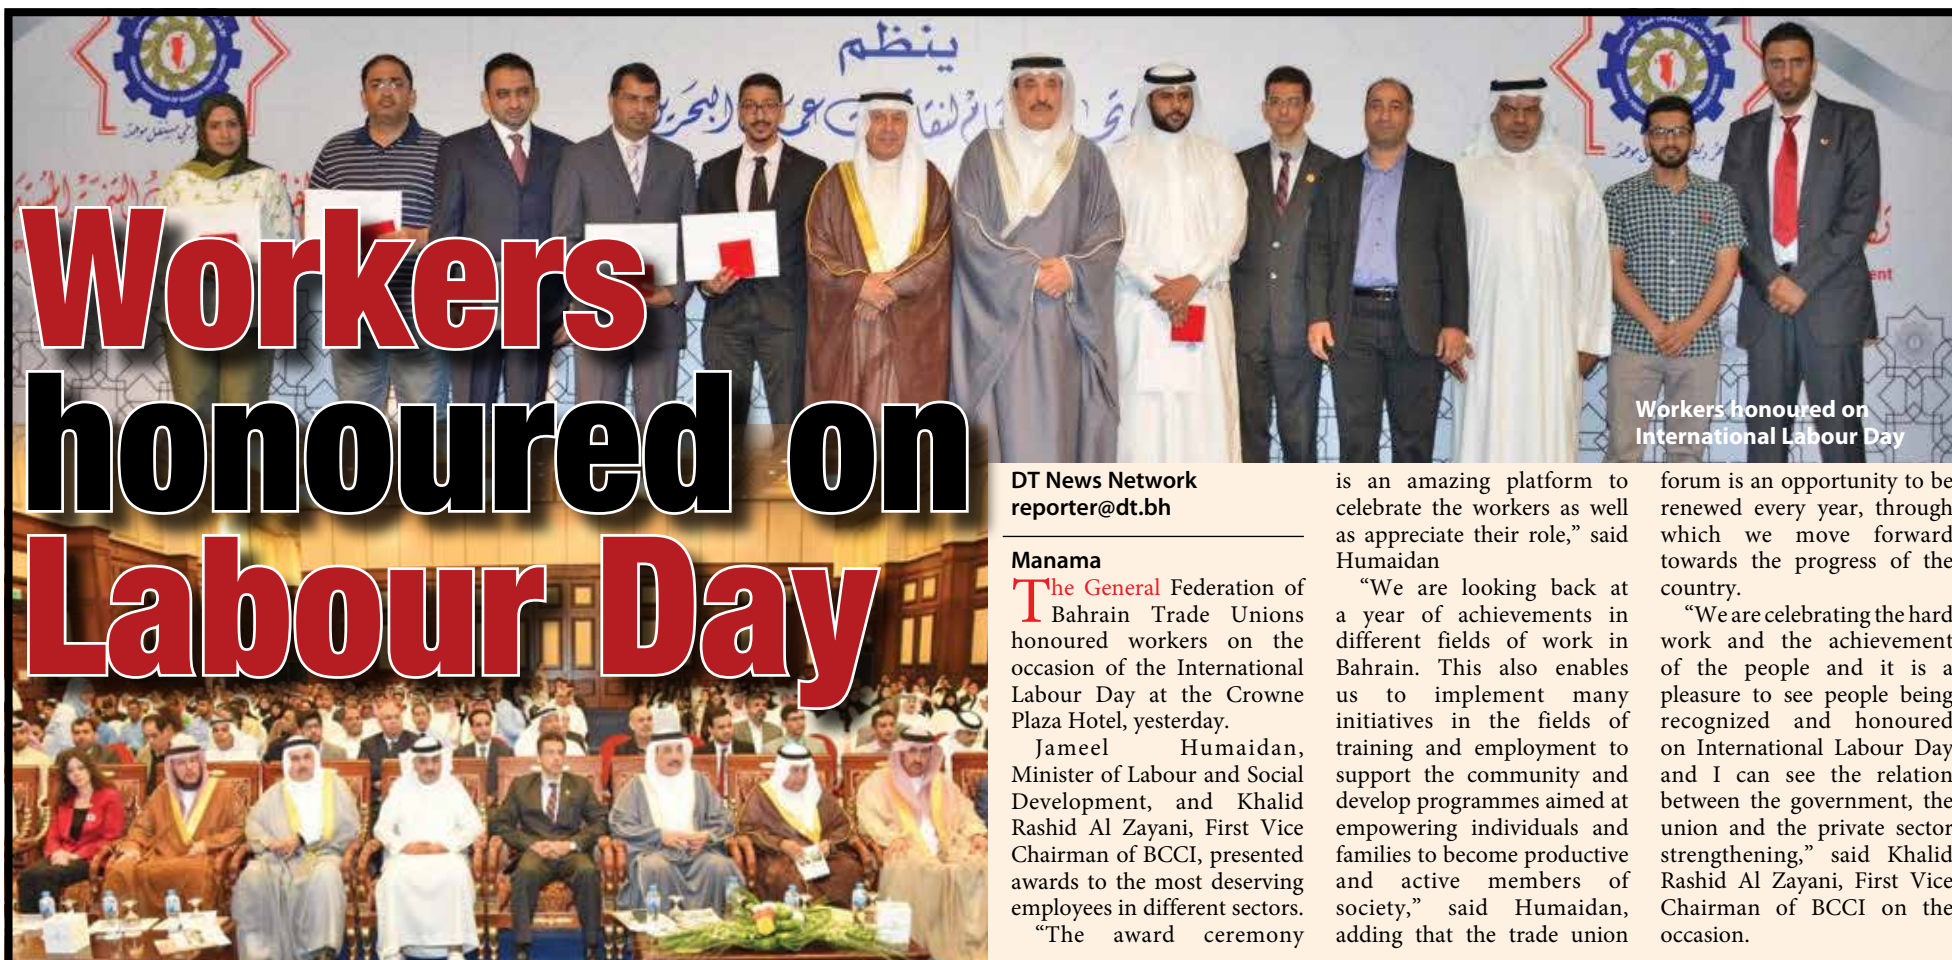 ينظم
Workers
honoured on
Labour Day
Workers honoured on
International Labour Day
DT News Network
reporter@dt.bh
Manama
The General Federation of
Bahrain Trade Unions
honoured workers on the
occasion of the International
Labour Day at the Crowne
Plaza Hotel, yesterday.
Jameel Humaidan,
Minister of Labour and Social
Development, and Khalid
Rashid Al Zayani, First Vice
Chairman of BCCI, presented
awards to the most deserving
employees in different sectors.
“The award ceremony
is an amazing platform to
celebrate the workers as well
as appreciate their role,” said
Humaidan
“We are looking back at
a year of achievements in
different fields of work in
Bahrain. This also enables
us to implement many
initiatives in the fields of
training and employment to
support the community and
develop programmes aimed at
empowering individuals and
families to become productive
and active members of
society,” said Humaidan,
adding that the trade union
forum is an opportunity to be
renewed every year, through
which we move forward
towards the progress of the
country.
“We are celebrating the hard
work and the achievement
of the people and it is a
pleasure to see people being
recognized and honoured
on International Labour Day
and I can see the relation
between the government, the
union and the private sector
strengthening,” said Khalid
Rashid Al Zayani, First Vice
Chairman of BCCI on the
occasion.